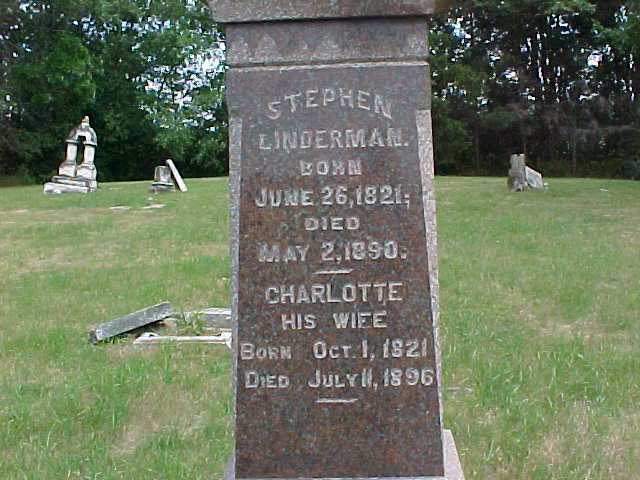 STEPHEN
LINDERMAN.
BORN
JUNE 26, 1821;
DIED
MAY 2, 1890.
CHARLOTTE
HIS WIFE
BORN OCT. 1, 1821
DIED JULY 11, 1896